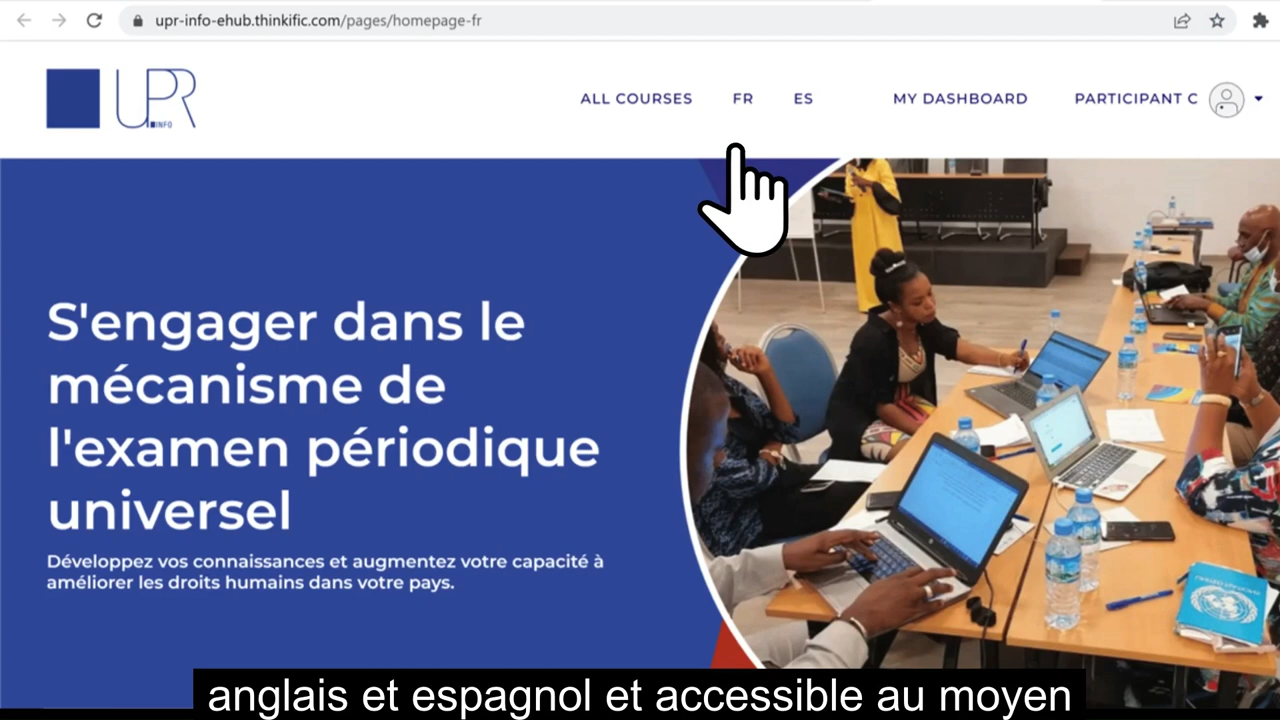 upr-info-ehub.thinkific.com/pages/homepage-fr
UPR
INFO
ALL COURSES
FR
ES
MY DASHBOARD
PARTICIPANT C
S'engager dans le
mécanisme de
l'examen périodique
universel
Développez vos connaissances et augmentez votre capacité à
améliorer les droits humains dans votre pays.
anglais et espagnol et accessible au moyen